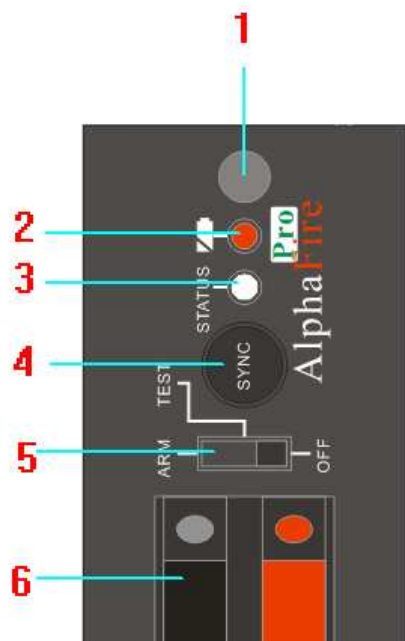 1
2
3
4
5
6
STATUS
SYNC
TEST
ARM
OFF
AlphaFire
Pro